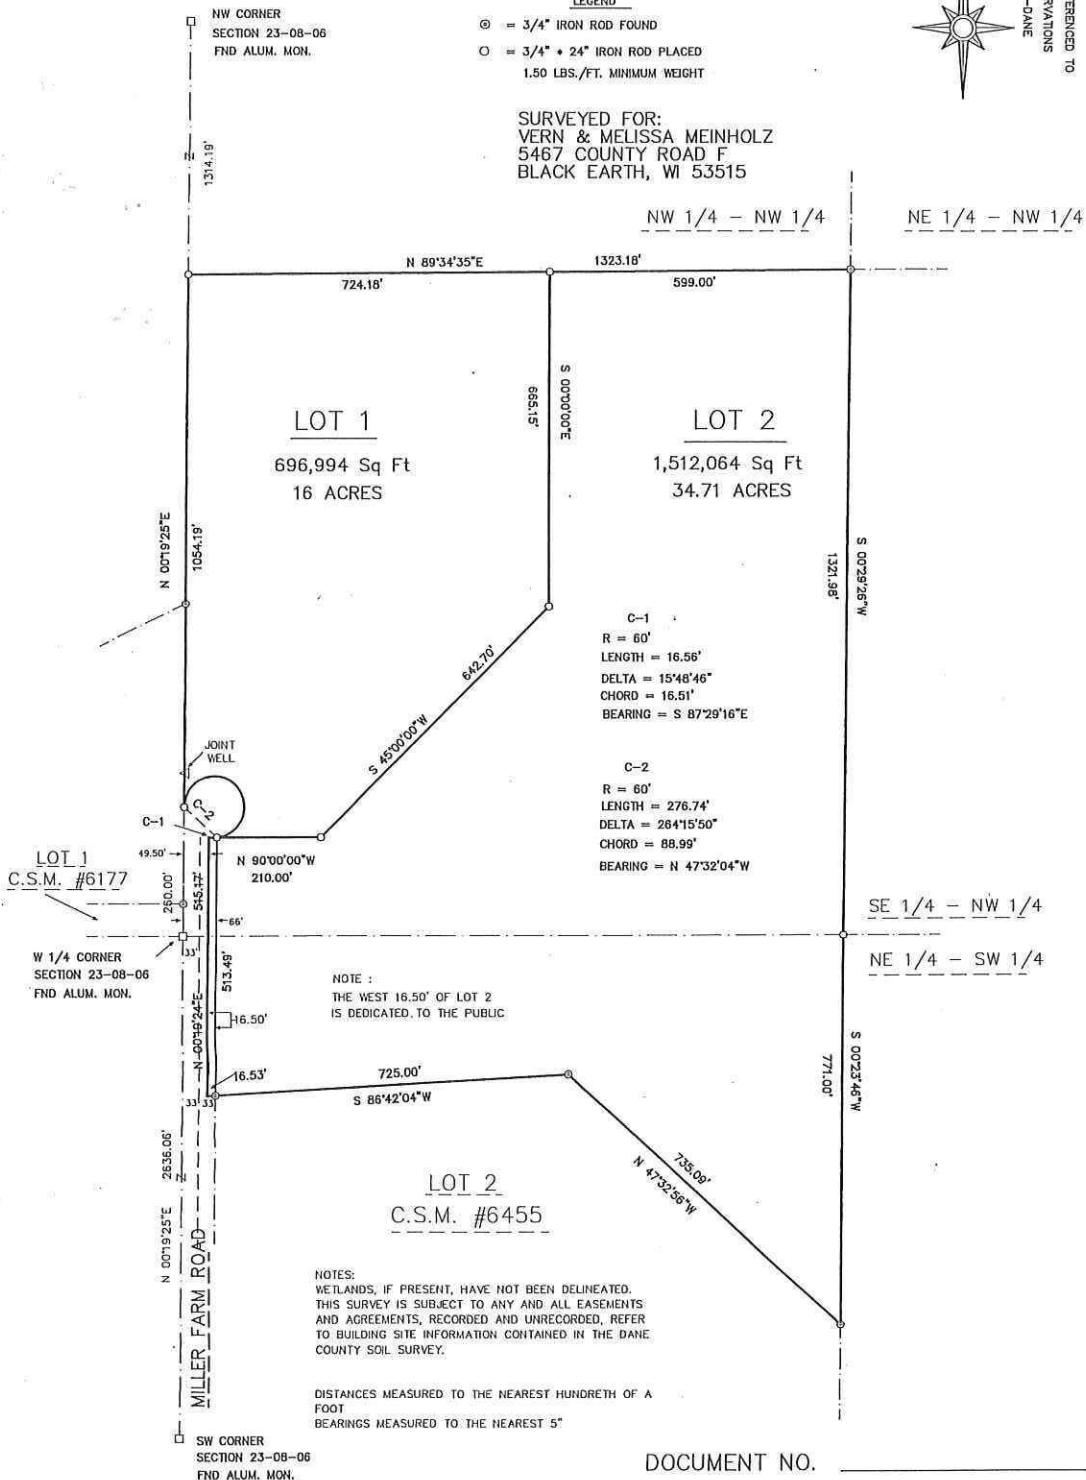 NW CORNER
SECTION 23-08-06
FND ALUM. MON.
LEGEND
= 3/4" IRON ROD FOUND
= 3/4" * 24" IRON ROD PLACED
1.50 LBS./FT. MINIMUM WEIGHT
SURVEYED FOR:
VERN & MELISSA MEINHOLZ
5467 COUNTY ROAD F
BLACK EARTH, WI 53515
1314.19'
NW 1/4 - NW 1/4
NE 1/4 - NW 1/4
N 89°34'35"E
1323.18'
724.18'
599.00'
665.15'
S 00°00'00"E
LOT 1
696,994 Sq Ft
16 ACRES
LOT 2
1,512,064 Sq Ft
34.71 ACRES
N 00°19'25"E
1054.19'
1321.98'
S 00°29'26"W
C-1
R = 60'
LENGTH = 16.56'
DELTA = 15°48'46"
CHORD = 16.51'
BEARING = S 87°29'16"E
642.70'
S 45°00'00"W
JOINT
WELL
C-2
C-2
R = 60'
LENGTH = 276.74'
DELTA = 264°15'50"
CHORD = 88.99'
BEARING = N 47°32'04"W
C-1
LOT 1
C.S.M. #6177
49.50'
N 90°00'00"W
210.00'
260.00'
515.17'
66'
SE 1/4 - NW 1/4
NE 1/4 - SW 1/4
W 1/4 CORNER
SECTION 23-08-06
FND ALUM. MON.
33'
513.49'
NOTE :
THE WEST 16.50' OF LOT 2
IS DEDICATED TO THE PUBLIC
N 00°19'24"E
16.50'
16.53'
33' 33'
725.00'
S 86°42'04"W
771.00'
S 00°23'46"W
735.09'
N 47°32'56"W
2636.06'
N 00°19'25"E
LOT 2
C.S.M. #6455
MILLER FARM ROAD
NOTES:
WETLANDS, IF PRESENT, HAVE NOT BEEN DELINEATED.
THIS SURVEY IS SUBJECT TO ANY AND ALL EASEMENTS
AND AGREEMENTS, RECORDED AND UNRECORDED, REFER
TO BUILDING SITE INFORMATION CONTAINED IN THE DANE
COUNTY SOIL SURVEY.
DISTANCES MEASURED TO THE NEAREST HUNDRETH OF A
FOOT
BEARINGS MEASURED TO THE NEAREST 5"
SW CORNER
SECTION 23-08-06
FND ALUM. MON.
DOCUMENT NO.